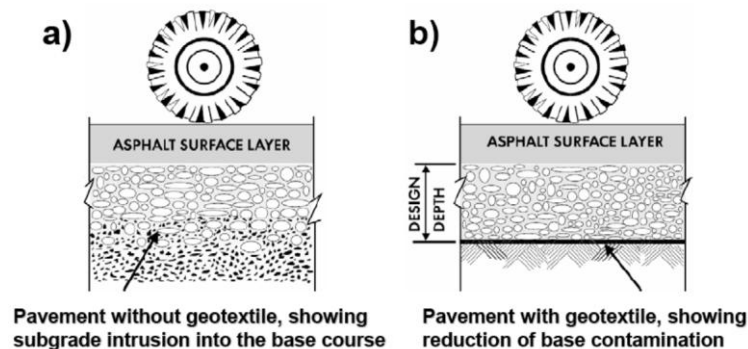 a)
ASPHALT SURFACE LAYER
Pavement without geotextile, showing
subgrade intrusion into the base course
b)
ASPHALT SURFACE LAYER
DESIGN
DEPTH
Pavement with geotextile, showing
reduction of base contamination